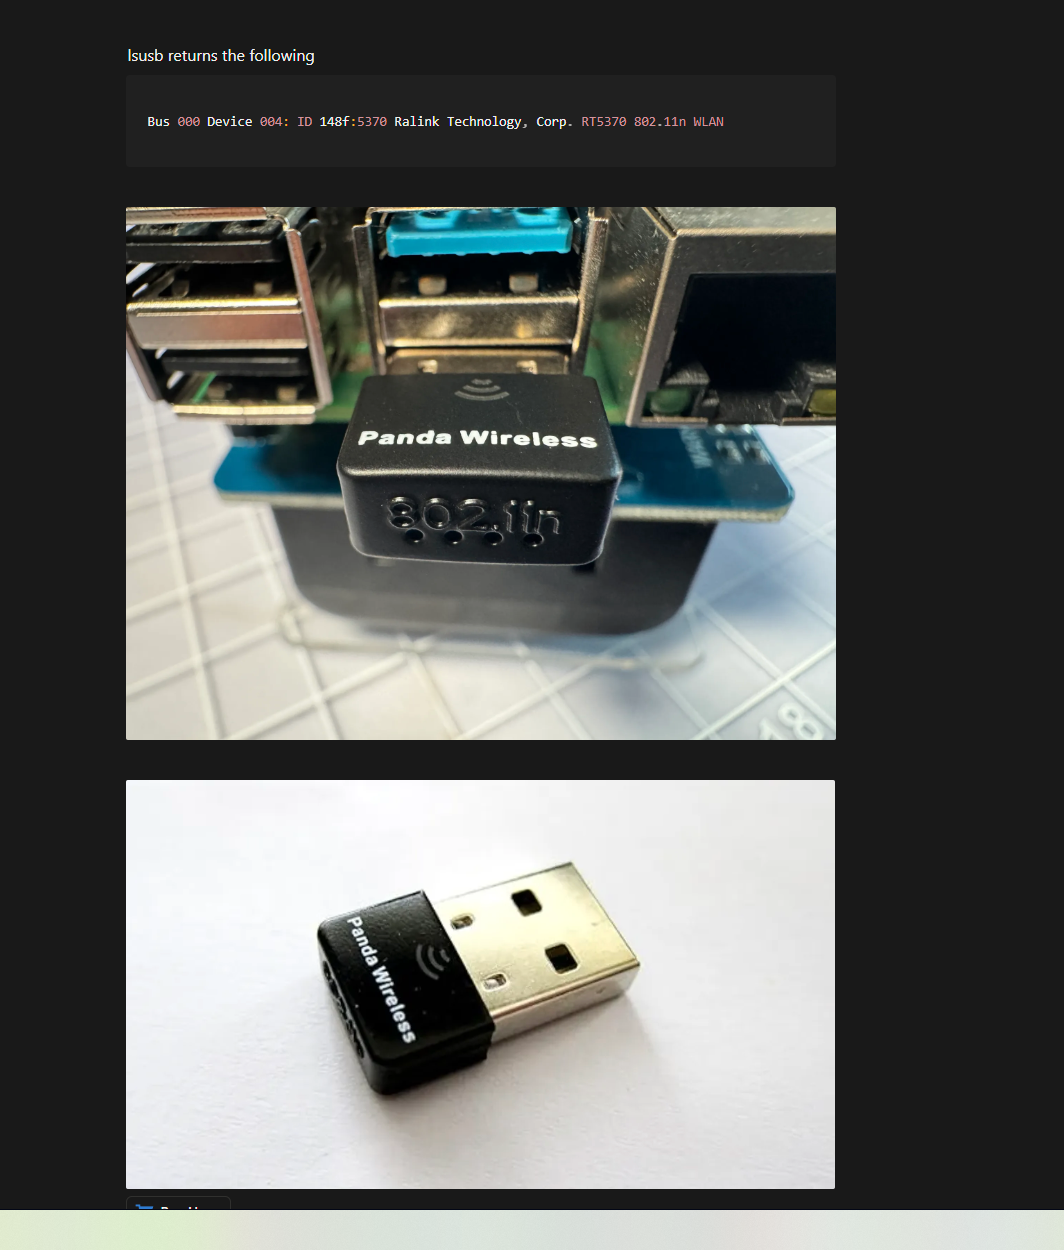 lsusb returns the following
Bus 000 Device 004: ID 148f:5370 Ralink Technology, Corp. RT5370 802.11n WLAN
Panda Wireless
802.11n
18
Panda Wireless